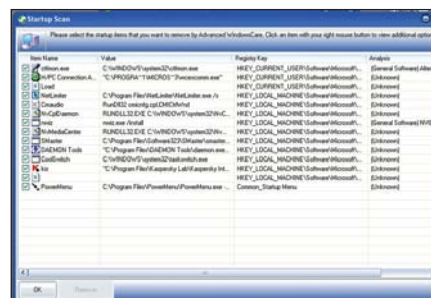 Startup Scan
Please select the startup items that you want to remove by Advanced WindowsCare. Click an item with your right mouse button to view additional option
Item Name Value Registry Key Analysis
ctfmon.exe C:\WINDOWS\system32\ctfmon.exe HKEY_CURRENT_USER\Software\Microsoft\... (General Software)
H/PC Connection A... "C:\PROGRA~1\MICROS~3\wcescomm.exe" HKEY_CURRENT_USER\Software\Microsoft\... (Unknown)
Load HKEY_CURRENT_USER\Software\Microsoft\... (Unknown)
NetLimiter C:\Program Files\NetLimiter\NetLimiter.exe /s HKEY_LOCAL_MACHINE\Software\Microsoft\... (Unknown)
Cmaudio RunDll32 cmicnfg.cpl,CMICtrlWnd HKEY_LOCAL_MACHINE\Software\Microsoft\... (Unknown)
NvCplDaemon RUNDLL32.EXE C:\WINDOWS\system32\NvC... HKEY_LOCAL_MACHINE\Software\Microsoft\... (Unknown)
nwiz nwiz.exe /install HKEY_LOCAL_MACHINE\Software\Microsoft\... (General Software) NVI
NvMediaCenter RUNDLL32.EXE C:\WINDOWS\system32\NvM... HKEY_LOCAL_MACHINE\Software\Microsoft\... (Unknown)
SMaster C:\Program Files\Software323\SMaster\smaster... HKEY_LOCAL_MACHINE\Software\Microsoft\... (Unknown)
DAEMON Tools "C:\Program Files\DAEMON Tools\daemon.exe... HKEY_LOCAL_MACHINE\Software\Microsoft\... (Unknown)
CoolSwitch C:\WINDOWS\system32\taskswitch.exe HKEY_LOCAL_MACHINE\Software\Microsoft\... (Unknown)
kis "C:\Program Files\Kaspersky Lab\Kaspersky Int... HKEY_LOCAL_MACHINE\Software\Microsoft\... (Unknown)
HKEY_LOCAL_MACHINE\Software\Microsoft\... (Unknown)
PowerMenu C:\Program Files\PowerMenu\PowerMenu.exe -... Common_Startup Menu (Unknown)
OK Remove